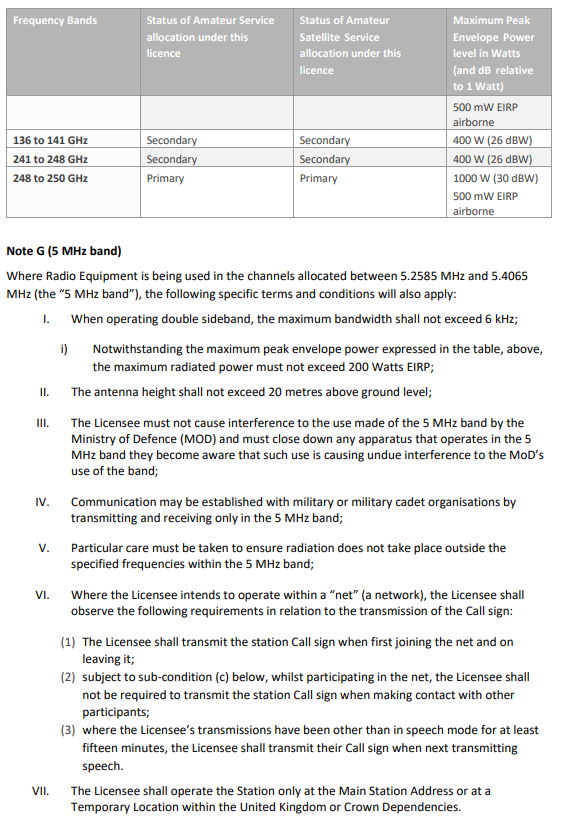 Frequency Bands
Status of Amateur Service
allocation under this
licence
Status of Amateur
Satellite Service
allocation under this
licence
Maximum Peak
Envelope Power
level in Watts
(and dB relative
to 1 Watt)
500 mW EIRP
airborne
136 to 141 GHz Secondary Secondary 400 W (26 dBW)
241 to 248 GHz Secondary Secondary 400 W (26 dBW)
248 to 250 GHz Primary Primary 1000 W (30 dBW)
500 mW EIRP
airborne
Note G (5 MHz band)
Where Radio Equipment is being used in the channels allocated between 5.2585 MHz and 5.4065
MHz (the “5 MHz band”), the following specific terms and conditions will also apply:
I. When operating double sideband, the maximum bandwidth shall not exceed 6 kHz;
i) Notwithstanding the maximum peak envelope power expressed in the table, above,
the maximum radiated power must not exceed 200 Watts EIRP;
II. The antenna height shall not exceed 20 metres above ground level;
III. The Licensee must not cause interference to the use made of the 5 MHz band by the
Ministry of Defence (MOD) and must close down any apparatus that operates in the 5
MHz band they become aware that such use is causing undue interference to the MoD’s
use of the band;
IV. Communication may be established with military or military cadet organisations by
transmitting and receiving only in the 5 MHz band;
V. Particular care must be taken to ensure radiation does not take place outside the
specified frequencies within the 5 MHz band;
VI. Where the Licensee intends to operate within a “net” (a network), the Licensee shall
observe the following requirements in relation to the transmission of the Call sign:
(1) The Licensee shall transmit the station Call sign when first joining the net and on
leaving it;
(2) subject to sub-condition (c) below, whilst participating in the net, the Licensee shall
not be required to transmit the station Call sign when making contact with other
participants;
(3) where the Licensee’s transmissions have been other than in speech mode for at least
fifteen minutes, the Licensee shall transmit their Call sign when next transmitting
speech.
VII. The Licensee shall operate the Station only at the Main Station Address or at a
Temporary Location within the United Kingdom or Crown Dependencies.